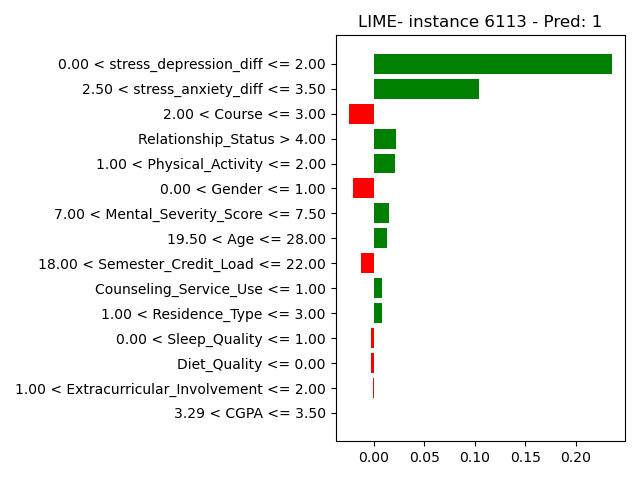 LIME- instance 6113 - Pred: 1
0.00 < stress_depression_diff <= 2.00
2.50 < stress_anxiety_diff <= 3.50
2.00 < Course <= 3.00
Relationship_Status > 4.00
1.00 < Physical_Activity <= 2.00
0.00 < Gender <= 1.00
7.00 < Mental_Severity_Score <= 7.50
19.50 < Age <= 28.00
18.00 < Semester_Credit_Load <= 22.00
Counseling_Service_Use <= 1.00
1.00 < Residence_Type <= 3.00
0.00 < Sleep_Quality <= 1.00
Diet_Quality <= 0.00
1.00 < Extracurricular_Involvement <= 2.00
3.29 < CGPA <= 3.50
0.00 0.05 0.10 0.15 0.20